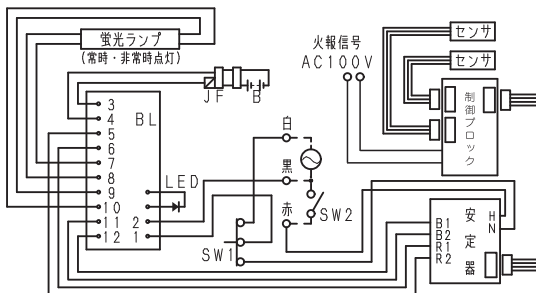 蛍光ランプ
(常時・非常時点灯)
火報信号
AC100V
センサ
センサ
制御ブロック
JF
B
BL
3
4
5
6
7
8
9
10
11 2
12 1
LED
白
黒
赤
SW1
SW2
安定器
H
N
B1
B2
R1
R2